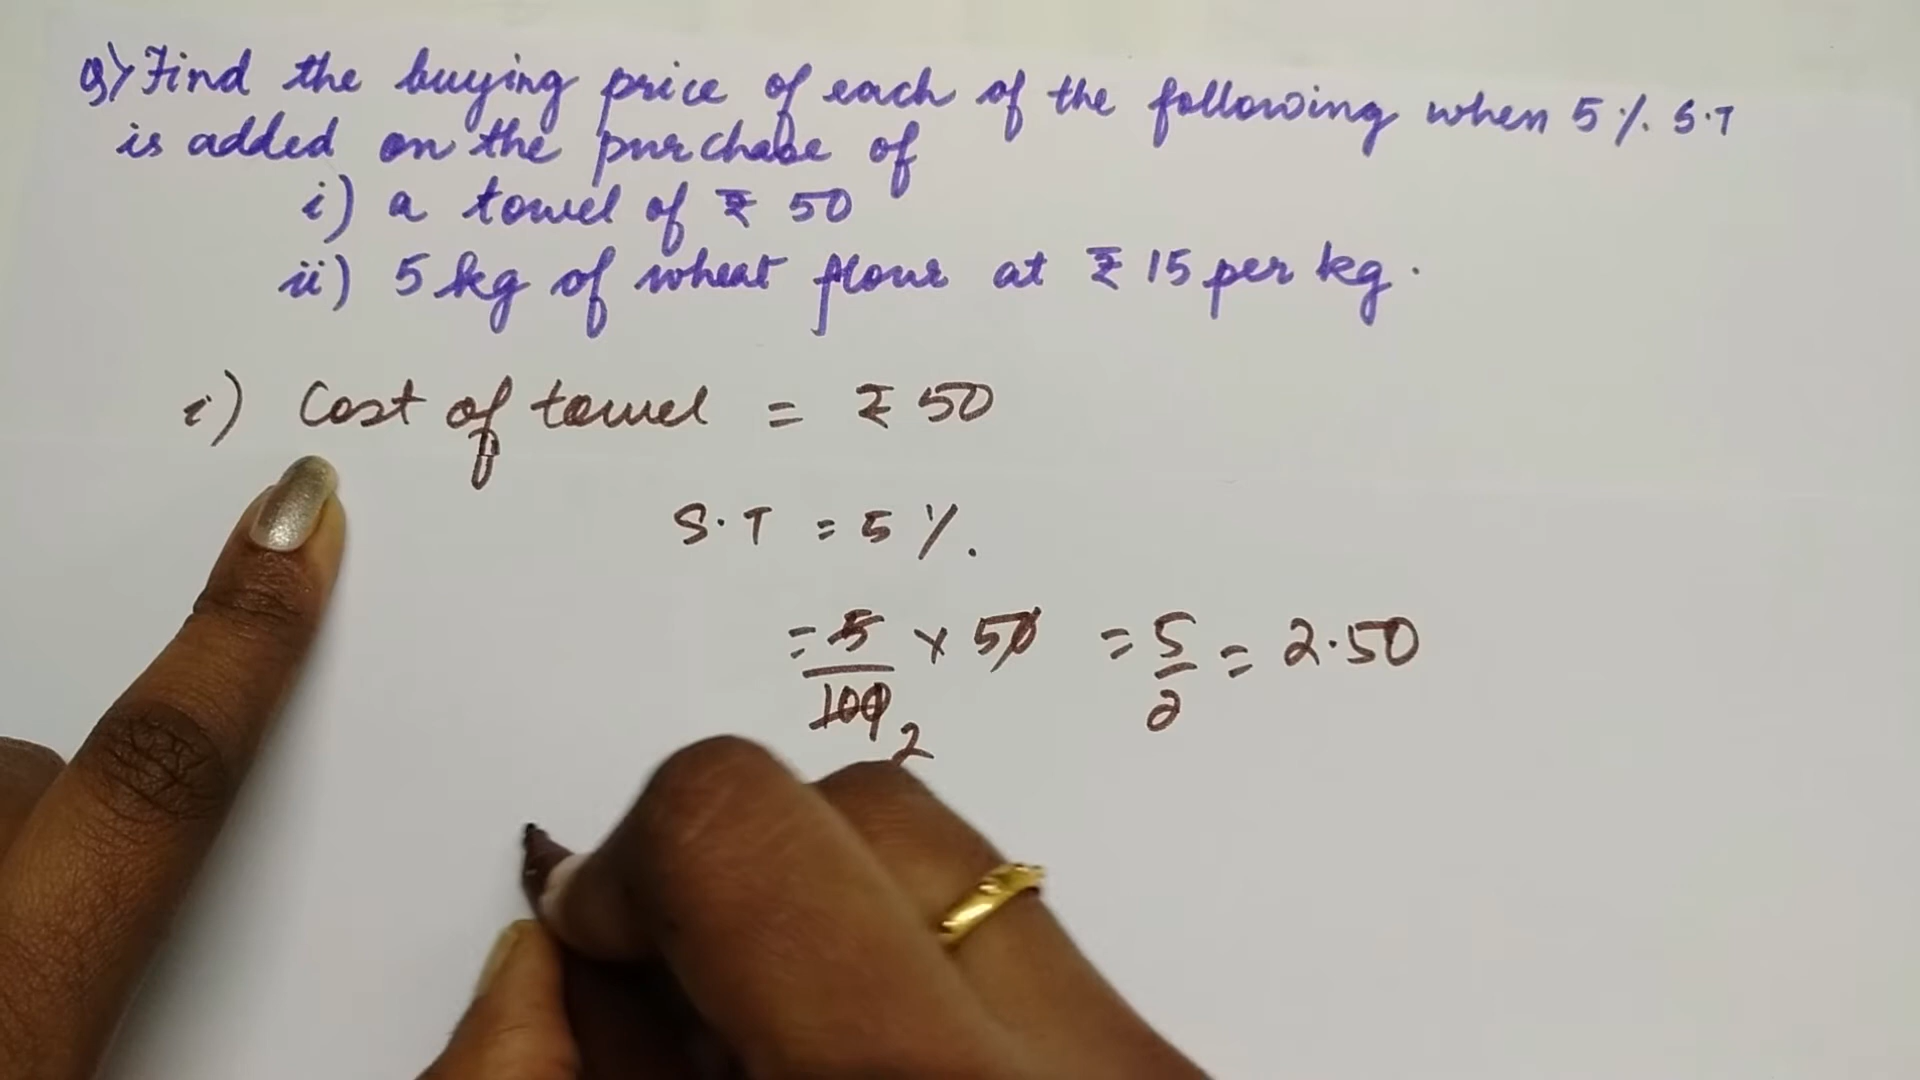 Q) Find the buying price of each of the following when 5 % S.T
is added on the purchase of
i) a towel of ₹ 50
ii) 5 kg of wheat flour at ₹ 15 per kg.
i) Cost of towel = ₹ 50
S.T = 5 %.
= 5/100 x 50 = 5/2 = 2.50
2